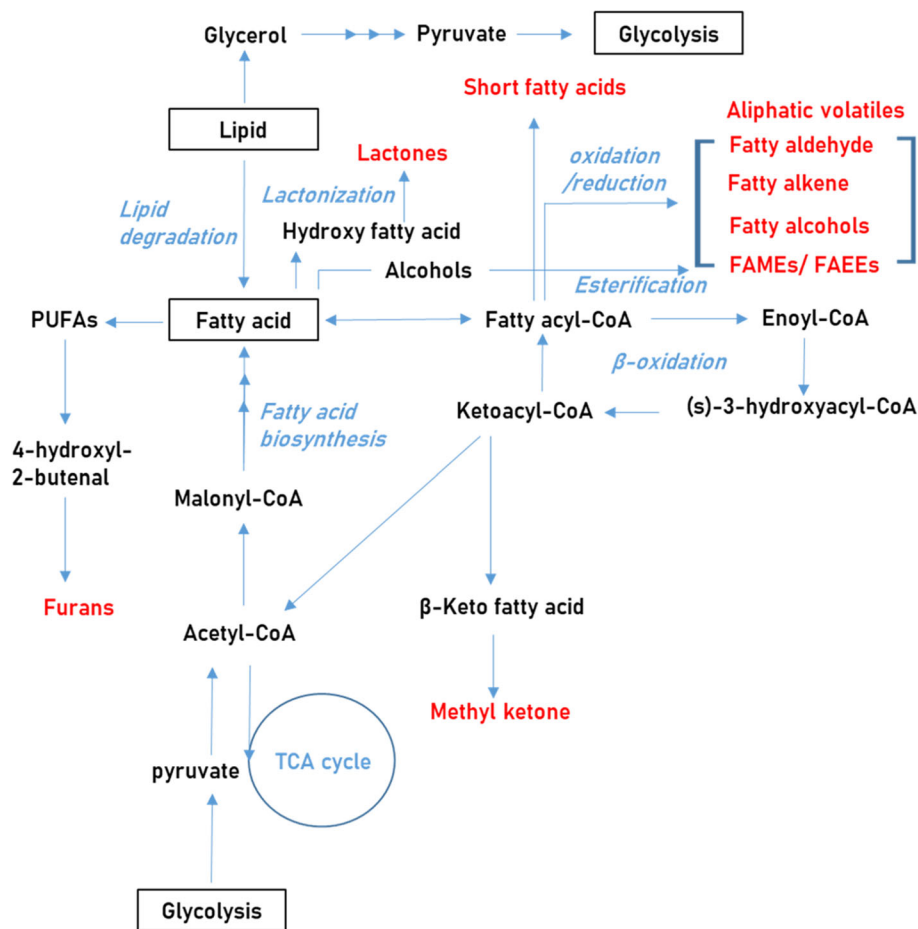 Glycerol
Pyruvate
Glycolysis
Short fatty acids
Aliphatic volatiles
Lipid
Lactones
oxidation
/reduction
Fatty aldehyde
Fatty alkene
Fatty alcohols
FAMEs/ FAEEs
Lipid
degradation
Lactonization
Hydroxy fatty acid
Alcohols
Esterification
PUFAs
Fatty acid
Fatty acyl-CoA
Enoyl-CoA
β-oxidation
Fatty acid
biosynthesis
Ketoacyl-CoA
(s)-3-hydroxyacyl-CoA
4-hydroxyl-
2-butenal
Malonyl-CoA
Furans
Acetyl-CoA
β-Keto fatty acid
Methyl ketone
pyruvate
TCA cycle
Glycolysis